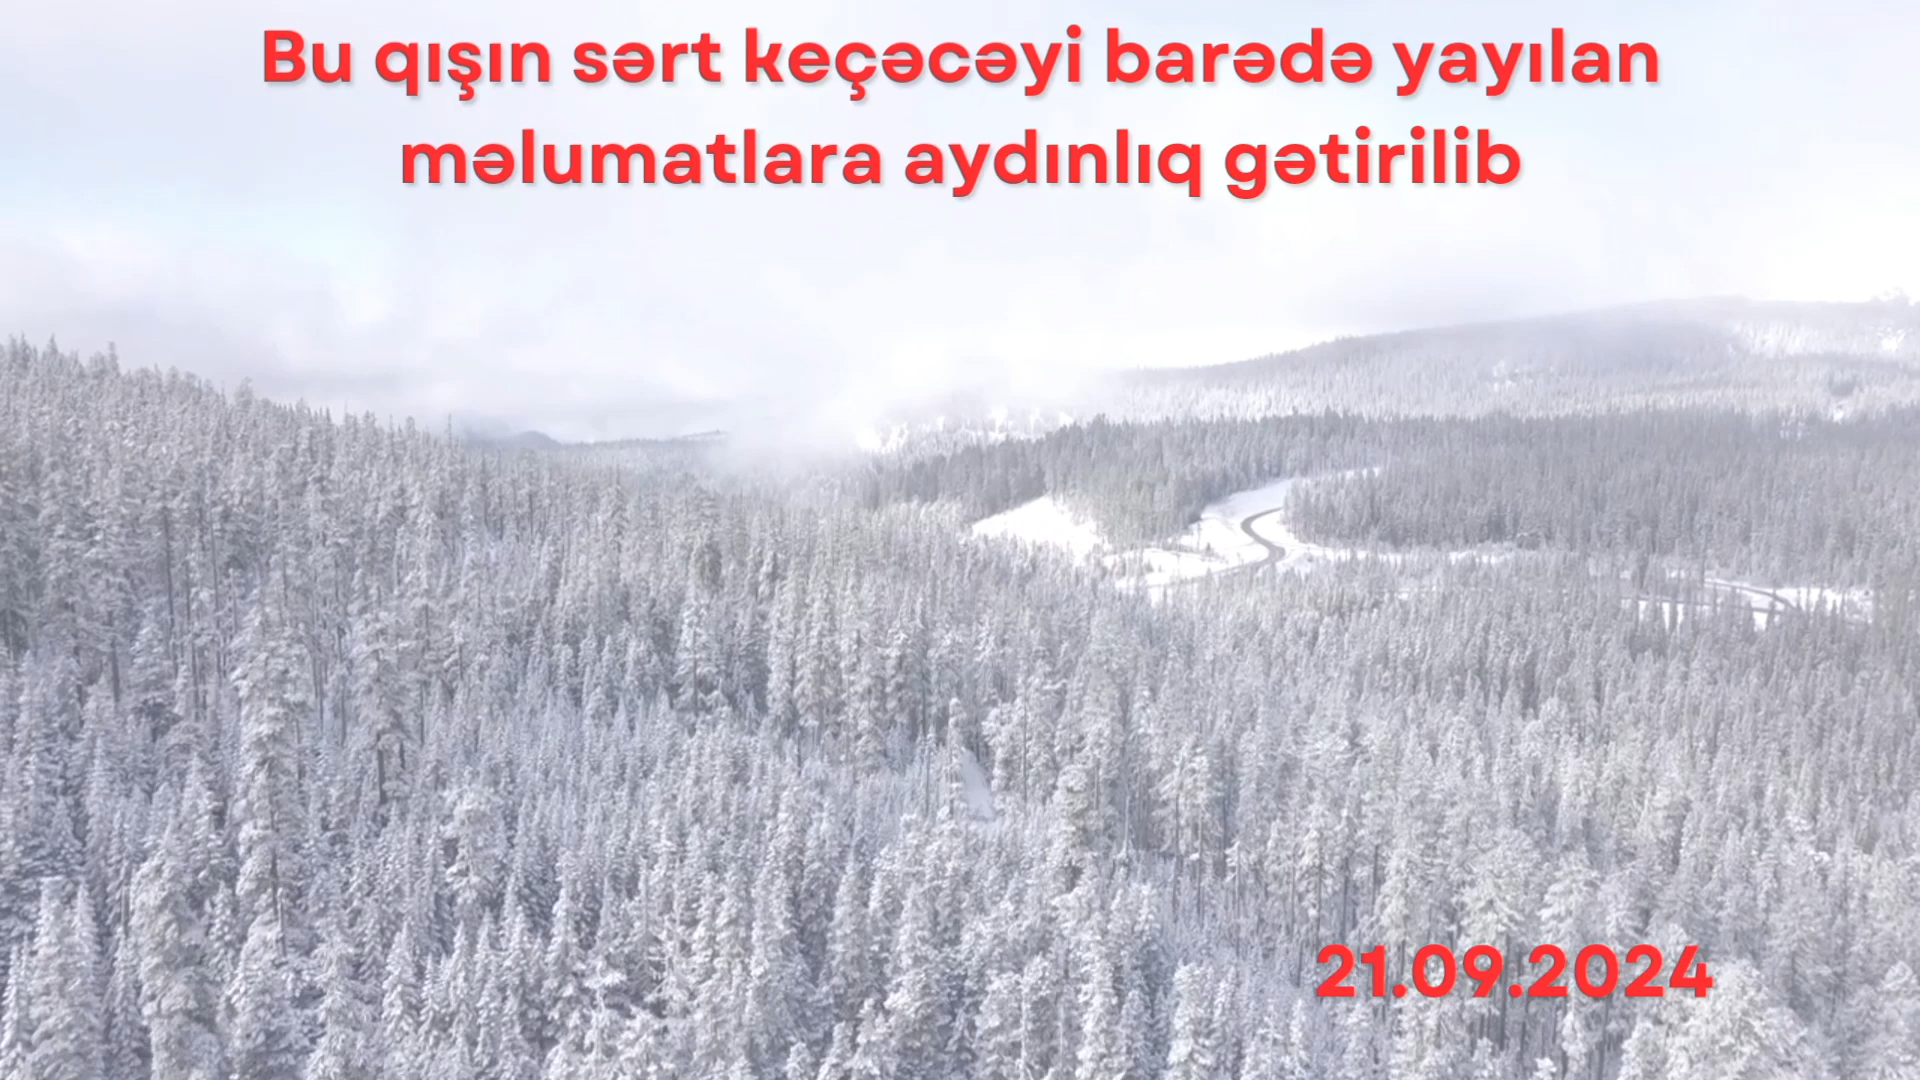 Bu qışın sərt keçəcəyi barədə yayılan
məlumatlara aydınlıq gətirilib
21.09.2024